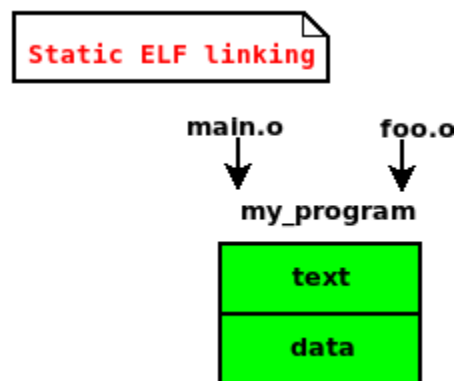 Static ELF linking
main.o foo.o
my_program
text
data